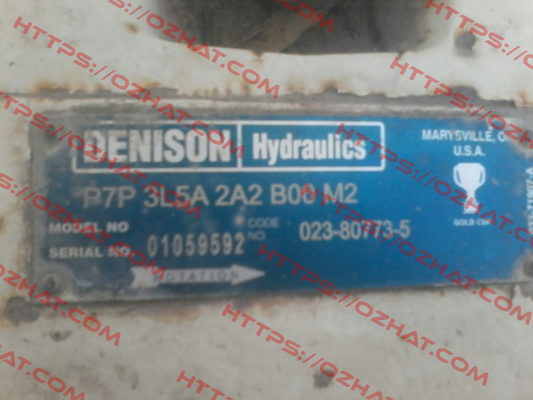 DENISON Hydraulics
MARYSVILLE, O
U.S.A.
P7P 3L5A 2A2 B00 M2
MODEL NO
CODE NO
023-80773-5
GOLD CUP
SERIAL NO.
01059592
ROTATION
HTTPS://OZHAT.COM